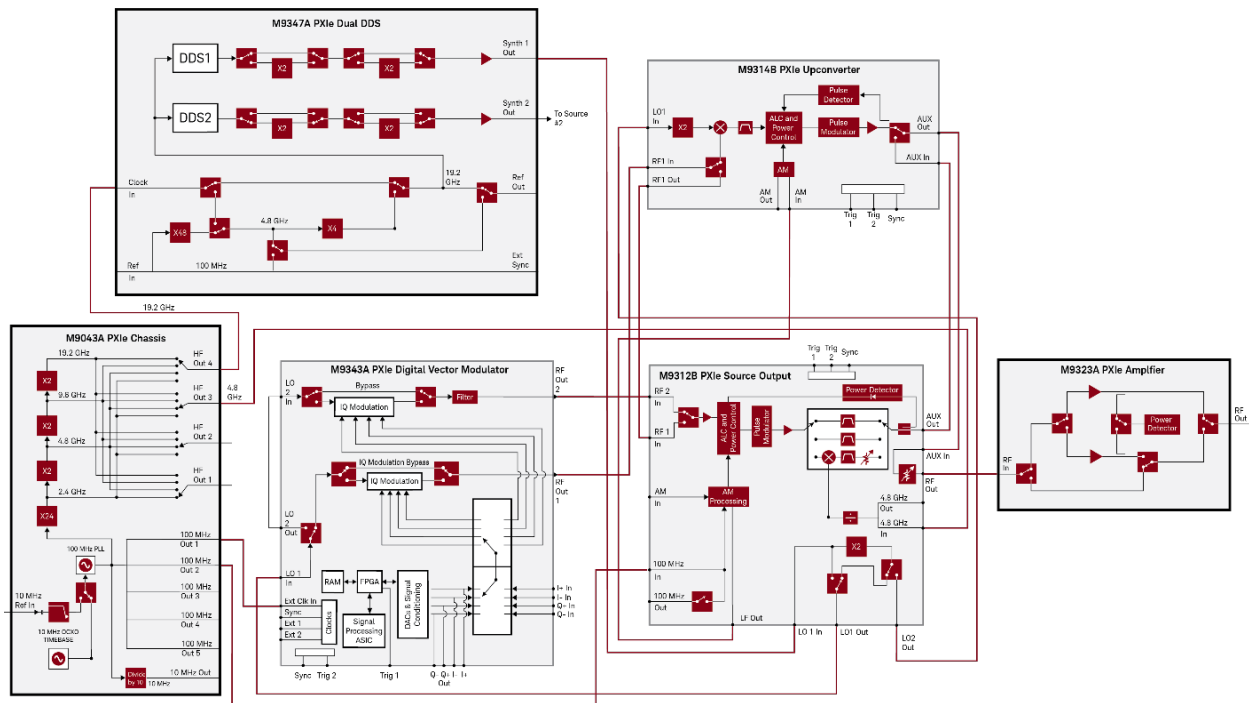 M9347A PXIe Dual DDS
DDS1
X2
X2
Synth 1
Out
DDS2
X2
X2
Synth 2
Out
To Source
#2
Clock
In
19.2
GHz
Ref
Out
X48
4.8 GHz
X4
Ref
In
100 MHz
Ext
Sync
19.2 GHz
M9314B PXIe Upconverter
LO1
In
X2
ALC and
Power
Control
Pulse
Detector
Pulse
Modulator
AUX
Out
AUX In
RF1 In
RF1 Out
AM
AM
Out
AM
In
Trig
1
Trig
2
Sync
M9043A PXIe Chassis
19.2 GHz
HF
Out 4
X2
9.6 GHz
HF
Out 3
4.8
GHz
X2
4.8 GHz
HF
Out 2
X2
2.4 GHz
HF
Out 1
X24
100 MHz PLL
100 MHz
Out 1
100 MHz
Out 2
100 MHz
Out 3
100 MHz
Out 4
100 MHz
Out 5
10 MHz
Ref In
10 MHz OCXO
TIMEBASE
Divide
by 10
10 MHz
10 MHz Out
M9343A PXIe Digital Vector Modulator
LO
2
In
Bypass
IQ Modulation
Filter
RF
Out
2
IQ Modulation Bypass
IQ Modulation
RF
Out
1
LO
2
Out
LO 1
In
RAM
FPGA
DACs & Signal
Conditioning
Signal
Processing
ASIC
Ext Clk In
Sync
Ext 1
Ext 2
Clocks
I+ In
I- In
Q+ In
Q- In
Sync
Trig 2
Trig 1
Q-
Q+
I-
I+
Out
M9312B PXIe Source Output
Trig
1
Trig
2
Sync
RF 2
In
RF 1
In
ALC and
Power Control
Pulse
Modulator
Power Detector
AUX
Out
AUX In
RF
Out
AM
In
AM
Processing
4.8 GHz
Out
4.8 GHz
In
100 MHz
In
100 MHz
Out
X2
LF Out
LO 1 In
LO1 Out
LO2
Out
M9323A PXIe Amplfier
RF
In
Power
Detector
RF
Out